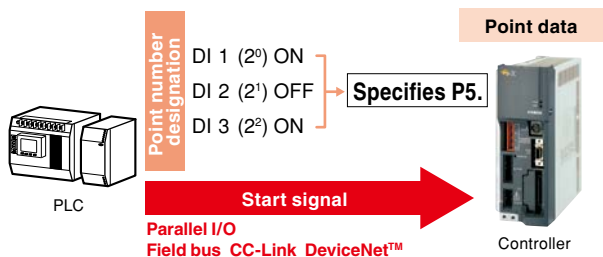 Point data
Point number
designation
DI 1 (2⁰) ON
DI 2 (2¹) OFF
DI 3 (2²) ON
Specifies P5.
PLC
Start signal
Parallel I/O
Field bus CC-Link DeviceNet™
Controller